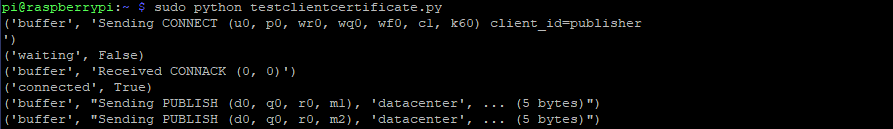 pi@raspberrypi:~ $ sudo python testclientcertificate.py
('buffer', 'Sending CONNECT (u0, p0, wr0, wq0, wf0, c1, k60) client_id=publisher
')
('waiting', False)
('buffer', 'Received CONNACK (0, 0)')
('connected', True)
('buffer', "Sending PUBLISH (d0, q0, r0, m1), 'datacenter', ... (5 bytes)")
('buffer', "Sending PUBLISH (d0, q0, r0, m2), 'datacenter', ... (5 bytes)")